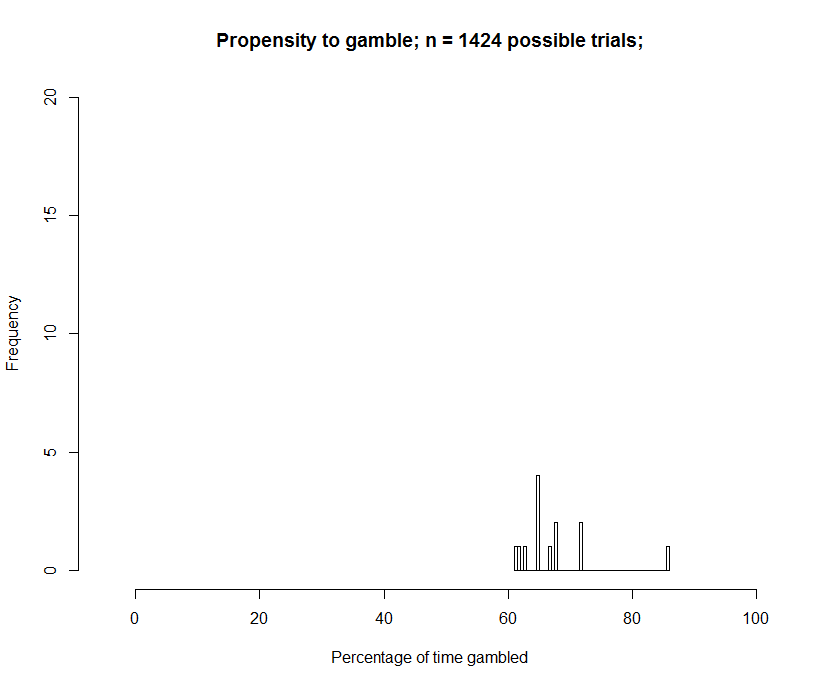 Propensity to gamble; n = 1424 possible trials;
20
15
10
5
0
Frequency
0 20 40 60 80 100
Percentage of time gambled